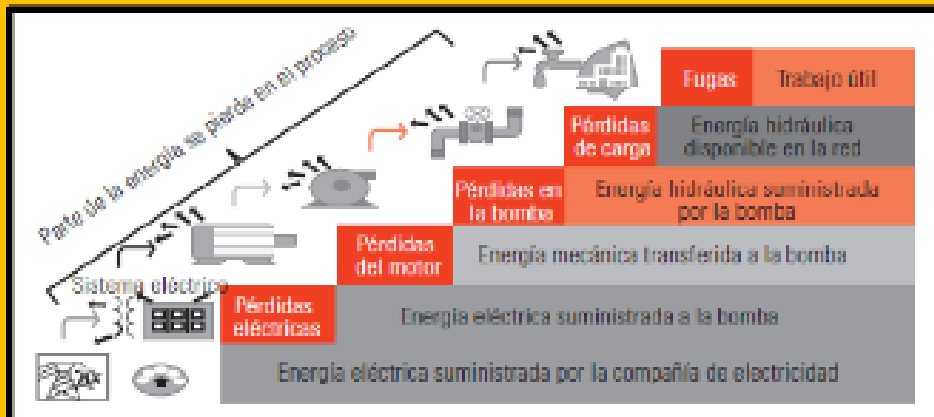 Parte de la energía se pierde en el proceso
Fugas
Trabajo útil
Pérdidas
de carga
Energía hidráulica
disponible en la red
Pérdidas en
la bomba
Energía hidráulica suministrada
por la bomba
Pérdidas
del motor
Energía mecánica transferida a la bomba
Sistema eléctrico
Pérdidas
eléctricas
Energía eléctrica suministrada a la bomba
Energía eléctrica suministrada por la compañía de electricidad